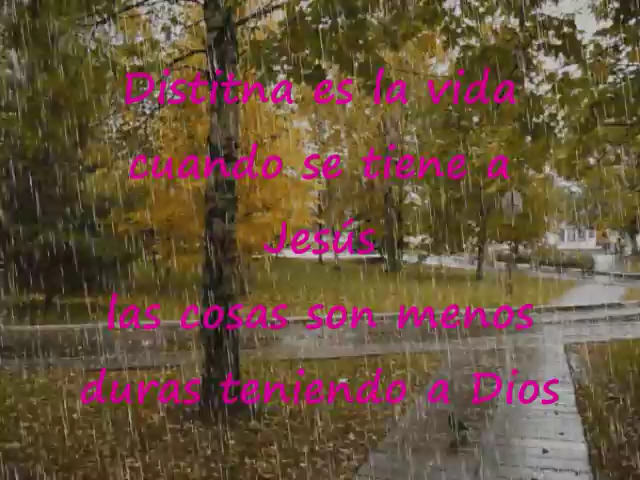 Distitna es la vida
cuando se tiene a
Jesús
las cosas son menos
duras teniendo a Dios